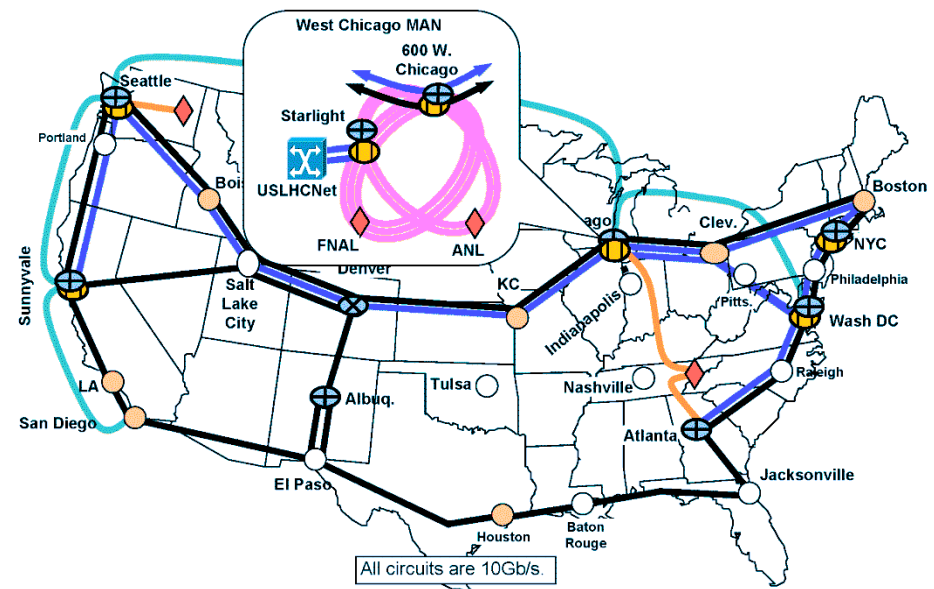 West Chicago MAN
600 W.
Chicago
Seattle
Starlight
Portland
USLHCNet
Bois
Boston
FNAL
ANL
ago
Clev.
NYC
Sunnyvale
Denver
Salt
Lake
City
KC
Indianapolis
Pitts.
Philadelphia
Wash DC
LA
Tulsa
Nashville
Raleigh
San Diego
Albuq.
Atlanta
El Paso
Jacksonville
Houston
Baton
Rouge
All circuits are 10Gb/s.